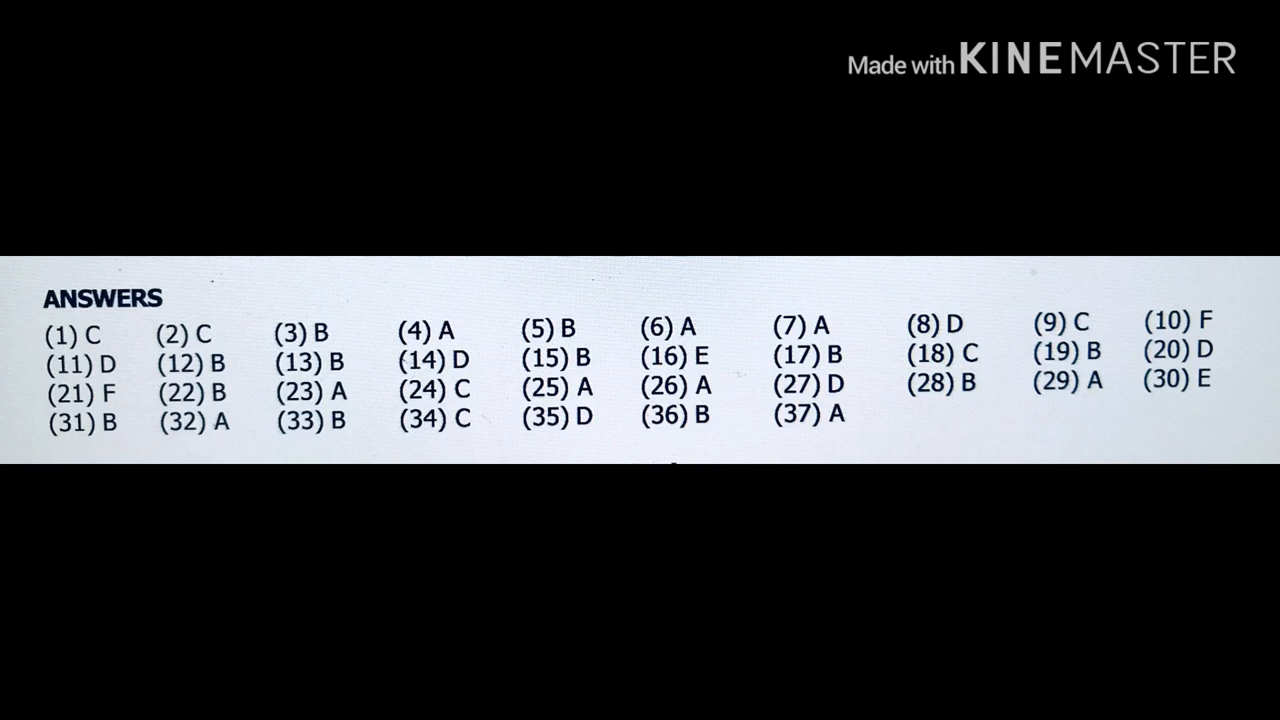 Made with KINEMASTER
ANSWERS
(1) C (2) C (3) B (4) A (5) B (6) A (7) A (8) D (9) C (10) F
(11) D (12) B (13) B (14) D (15) B (16) E (17) B (18) C (19) B (20) D
(21) F (22) B (23) A (24) C (25) A (26) A (27) D (28) B (29) A (30) E
(31) B (32) A (33) B (34) C (35) D (36) B (37) A